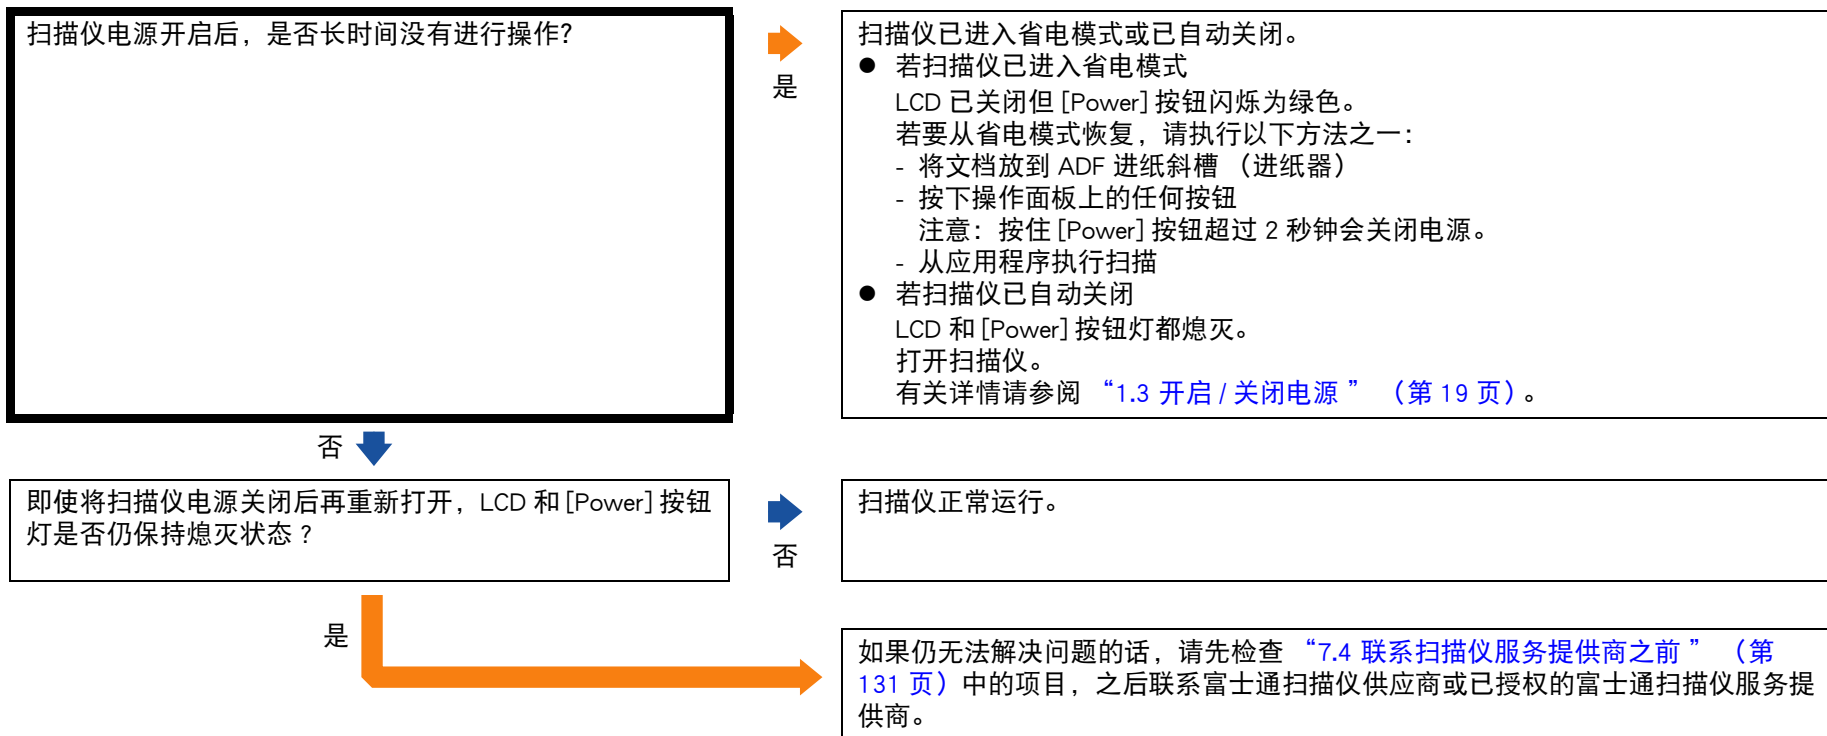 扫描仪电源开启后，是否长时间没有进行操作？
是
扫描仪已进入省电模式或已自动关闭。
● 若扫描仪已进入省电模式
LCD 已关闭但 [Power] 按钮闪烁为绿色。
若要从省电模式恢复，请执行以下方法之一：
- 将文档放到 ADF 进纸斜槽 （进纸器）
- 按下操作面板上的任何按钮
注意：按住 [Power] 按钮超过 2 秒钟会关闭电源。
- 从应用程序执行扫描
● 若扫描仪已自动关闭
LCD 和 [Power] 按钮灯都熄灭。
打开扫描仪。
有关详情请参阅 “1.3 开启 / 关闭电源 ” （第 19 页）。
否
即使将扫描仪电源关闭后再重新打开，LCD 和 [Power] 按钮
灯是否仍保持熄灭状态 ?
否
扫描仪正常运行。
是
如果仍无法解决问题的话，请先检查 “7.4 联系扫描仪服务提供商之前 ” （第
131 页）中的项目，之后联系富士通扫描仪供应商或已授权的富士通扫描仪服务提
供商。